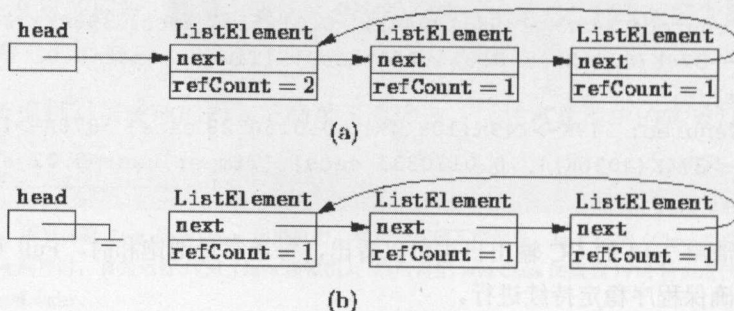 head
ListElement
ListElement
ListElement
next
next
next
refCount = 2
refCount = 1
refCount = 1
(a)
head
ListElement
ListElement
ListElement
next
next
next
refCount = 1
refCount = 1
refCount = 1
(b)